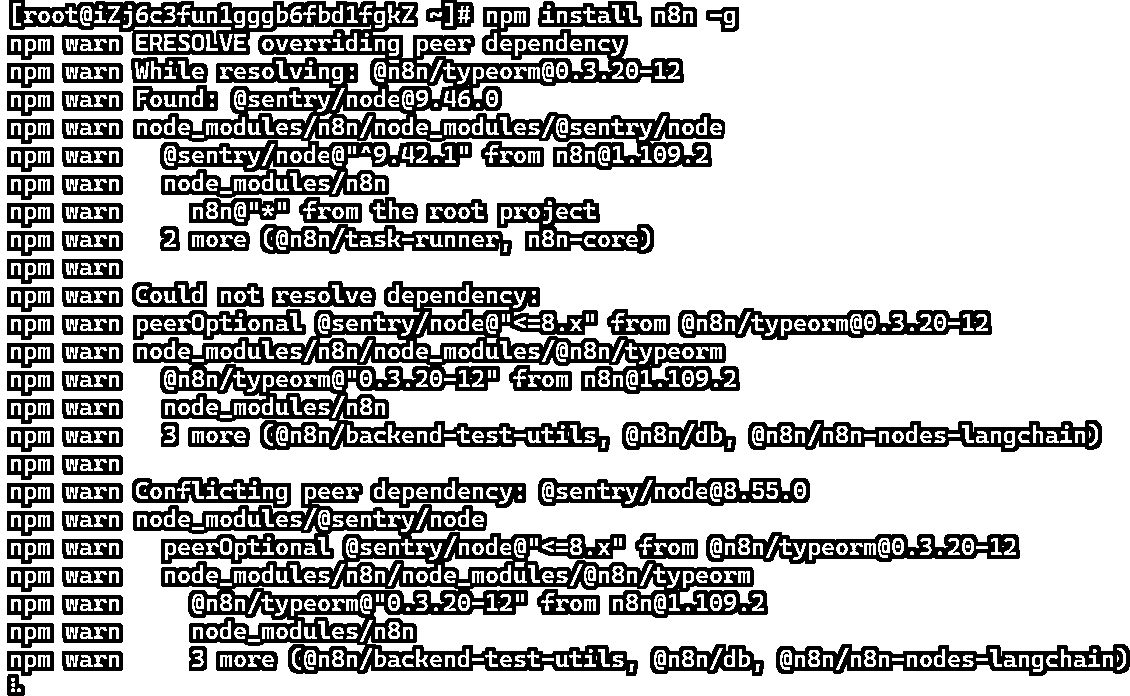 [root@iZj6c3fun1gggb6fbd1fgkZ ~]# npm install n8n -g
npm warn ERESOLVE overriding peer dependency
npm warn While resolving: @n8n/typeorm@0.3.20-12
npm warn Found: @sentry/node@9.46.0
npm warn node_modules/n8n/node_modules/@sentry/node
npm warn   @sentry/node@"^9.42.1" from n8n@1.109.2
npm warn   node_modules/n8n
npm warn     n8n@"*" from the root project
npm warn   2 more (@n8n/task-runner, n8n-core)
npm warn
npm warn Could not resolve dependency:
npm warn peerOptional @sentry/node@"<=8.x" from @n8n/typeorm@0.3.20-12
npm warn node_modules/n8n/node_modules/@n8n/typeorm
npm warn   @n8n/typeorm@"0.3.20-12" from n8n@1.109.2
npm warn   node_modules/n8n
npm warn   3 more (@n8n/backend-test-utils, @n8n/db, @n8n/n8n-nodes-langchain)
npm warn
npm warn Conflicting peer dependency: @sentry/node@8.55.0
npm warn node_modules/@sentry/node
npm warn   peerOptional @sentry/node@"<=8.x" from @n8n/typeorm@0.3.20-12
npm warn   node_modules/n8n/node_modules/@n8n/typeorm
npm warn     @n8n/typeorm@"0.3.20-12" from n8n@1.109.2
npm warn     node_modules/n8n
npm warn     3 more (@n8n/backend-test-utils, @n8n/db, @n8n/n8n-nodes-langchain)